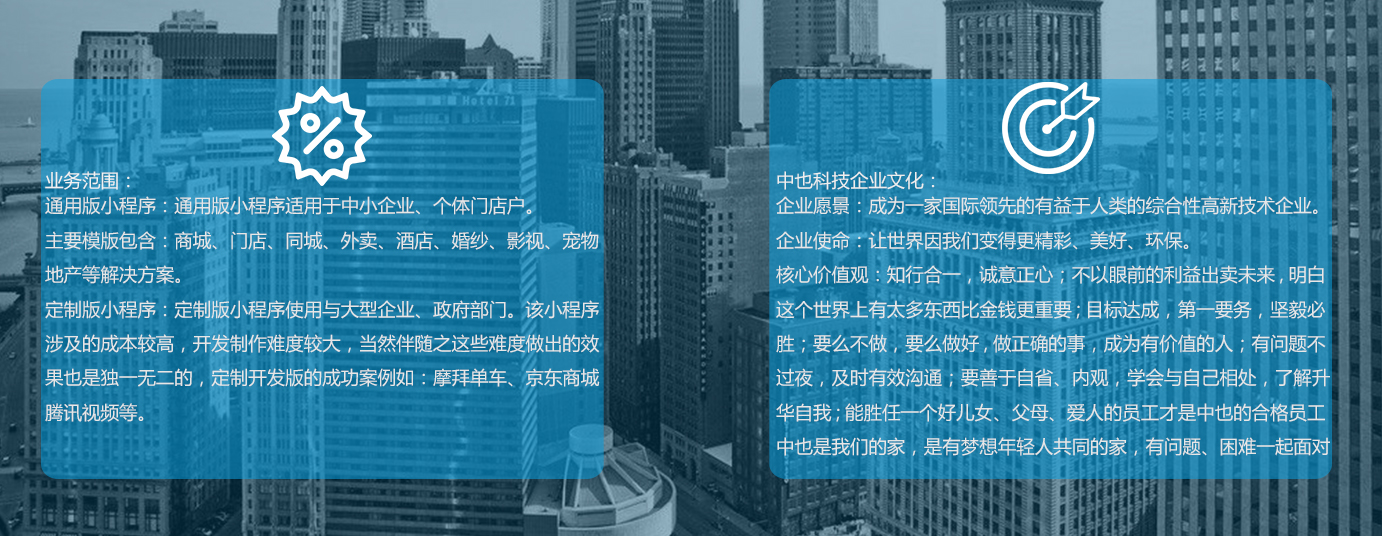 Hotel 71
业务范围：
通用版小程序：通用版小程序适用于中小企业、个体门店户。
主要模版包含：商城、门店、同城、外卖、酒店、婚纱、影视、宠物
地产等解决方案。
定制版小程序：定制版小程序使用与大型企业、政府部门。该小程序
涉及的成本较高，开发制作难度较大，当然伴随之这些难度做出的效
果也是独一无二的，定制开发版的成功案例如：摩拜单车、京东商城
腾讯视频等。
中也科技企业文化：
企业愿景：成为一家国际领先的有益于人类的综合性高新技术企业。
企业使命：让世界因我们变得更精彩、美好、环保。
核心价值观：知行合一，诚意正心；不以眼前的利益出卖未来，明白
这个世界上有太多东西比金钱更重要；目标达成，第一要务，坚毅必
胜；要么不做，要么做好，做正确的事，成为有价值的人；有问题不
过夜，及时有效沟通；要善于自省、内观，学会与自己相处，了解升
华自我；能胜任一个好儿女、父母、爱人的员工才是中也的合格员工
中也是我们的家，是有梦想年轻人共同的家，有问题、困难一起面对